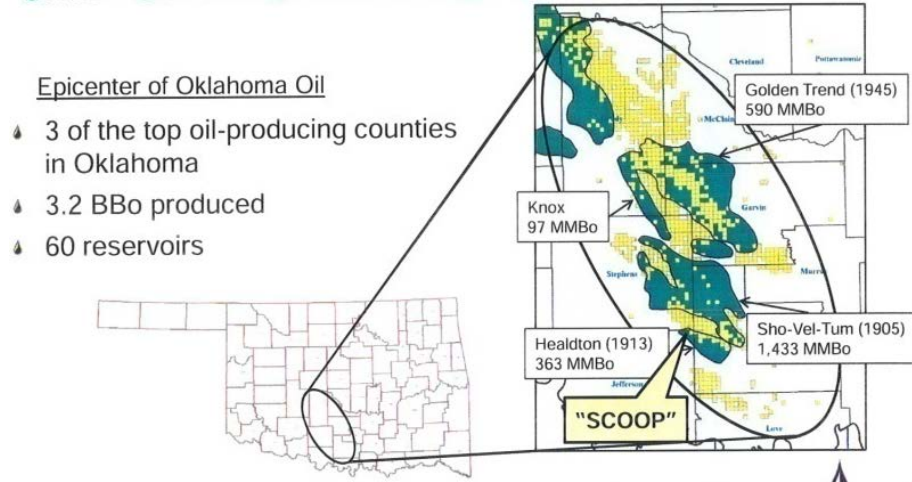 Epicenter of Oklahoma Oil
3 of the top oil-producing counties
in Oklahoma
3.2 BBo produced
60 reservoirs
Cleveland
Pottawatomie
Golden Trend (1945)
590 MMBo
McClain
Knox
97 MMBo
Garvin
Stephens
Murray
Healdton (1913)
363 MMBo
Sho-Vel-Tum (1905)
1,433 MMBo
Jefferson
"SCOOP"
Love